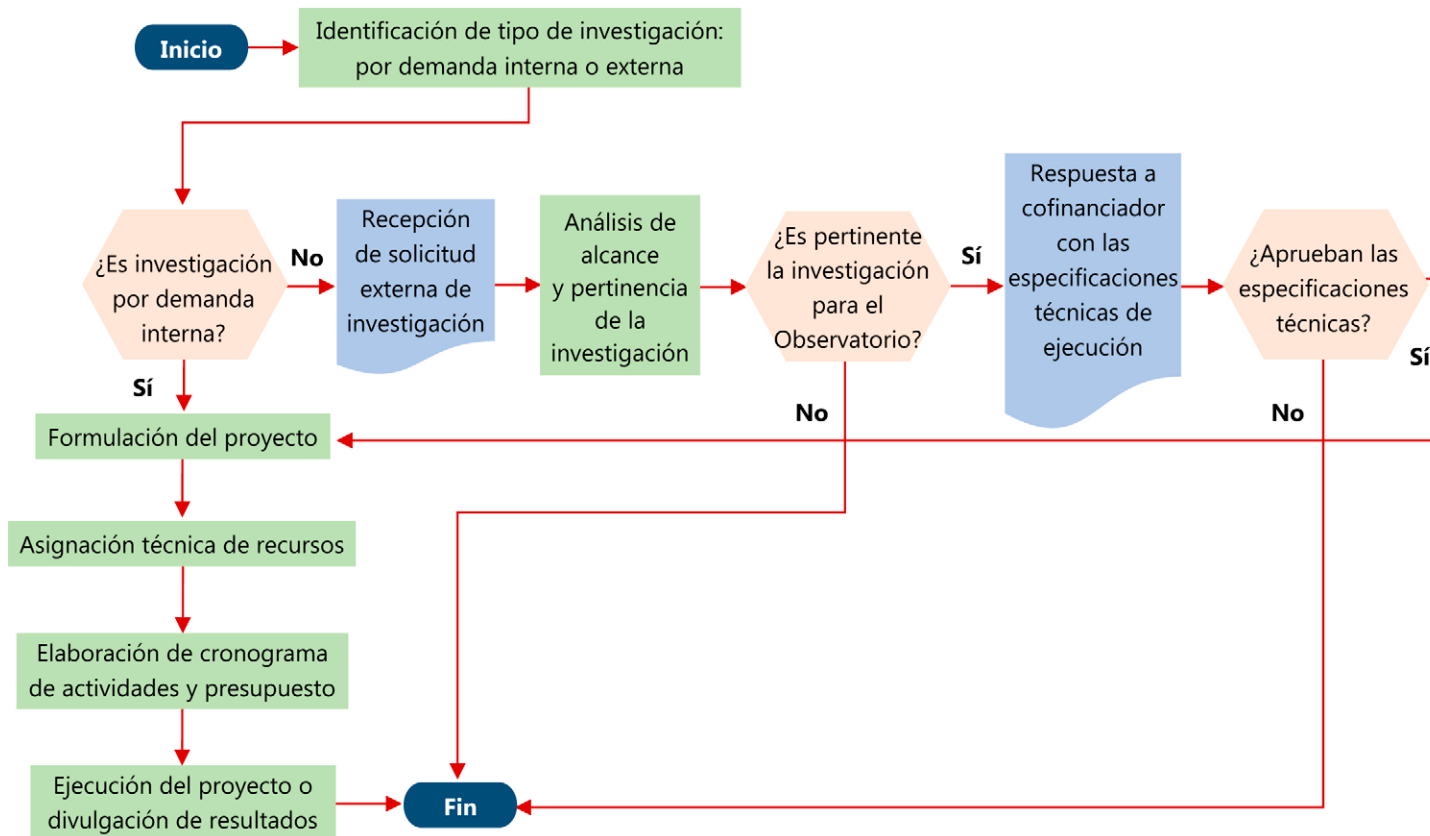 Inicio
Identificación de tipo de investigación:
por demanda interna o externa
¿Es investigación
por demanda
interna?
No
Sí
Recepción
de solicitud
externa de
investigación
Análisis de
alcance
y pertinencia
de la
investigación
¿Es pertinente
la investigación
para el
Observatorio?
Sí
No
Respuesta a
cofinanciador
con las
especificaciones
técnicas de
ejecución
¿Aprueban las
especificaciones
técnicas?
Sí
No
Formulación del proyecto
Asignación técnica de recursos
Elaboración de cronograma
de actividades y presupuesto
Ejecución del proyecto o
divulgación de resultados
Fin